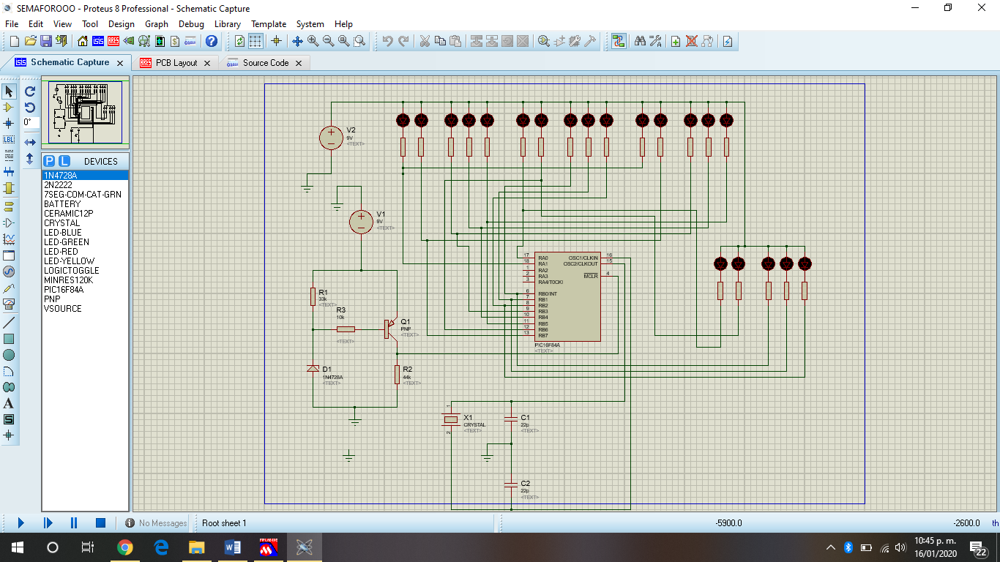 SEMAFOROOO - Proteus 8 Professional - Schematic Capture
File Edit View Tool Design Graph Debug Library Template System Help
Schematic Capture
PCB Layout
Source Code
0°
P L DEVICES
1N4728A
2N2222
7SEG-COM-CAT-GRN
BATTERY
CERAMIC12P
CRYSTAL
LED-BLUE
LED-GREEN
LED-RED
LED-YELLOW
LOGICTOGGLE
MINRES120K
PIC16F84A
PNP
VSOURCE
LBL
A
S
V2
9V
<TEXT>
V1
9V
<TEXT>
R1
33k
<TEXT>
R3
10k
<TEXT>
Q1
PNP
<TEXT>
D1
1N4728A
<TEXT>
R2
44k
<TEXT>
17 RA0 OSC1/CLKIN 16
18 RA1 OSC2/CLKOUT 15
1 RA2
2 RA3 MCLR 4
3 RA4/T0CKI
6 RB0/INT
7 RB1
8 RB2
9 RB3
10 RB4
11 RB5
12 RB6
13 RB7
PIC16F84A
<TEXT>
1
X1
CRYSTAL
<TEXT>
2
C1
22p
<TEXT>
C2
22p
<TEXT>
No Messages
Root sheet 1
-5900.0
-2600.0
th
10:45 p. m.
16/01/2020
22